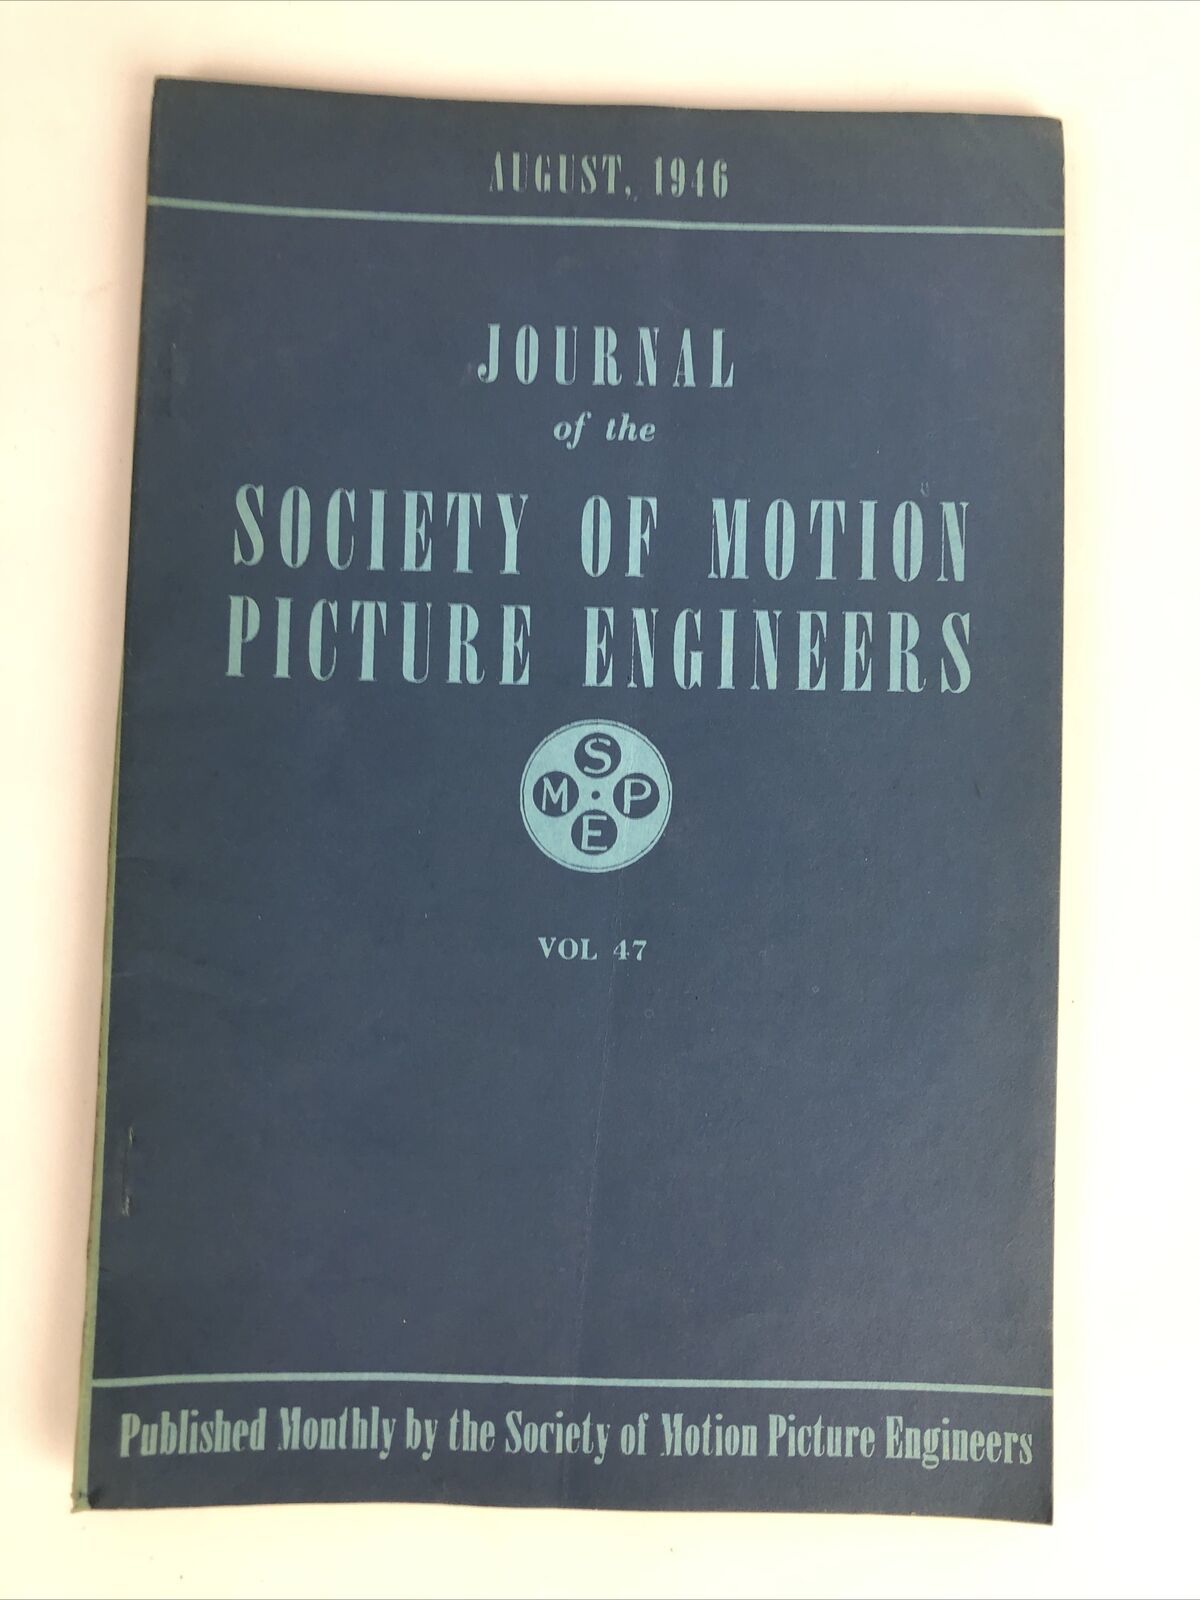 AUGUST, 1946
JOURNAL
of the
SOCIETY OF MOTION
PICTURE ENGINEERS
S
M P
E
VOL 47
Published Monthly by the Society of Motion Picture Engineers